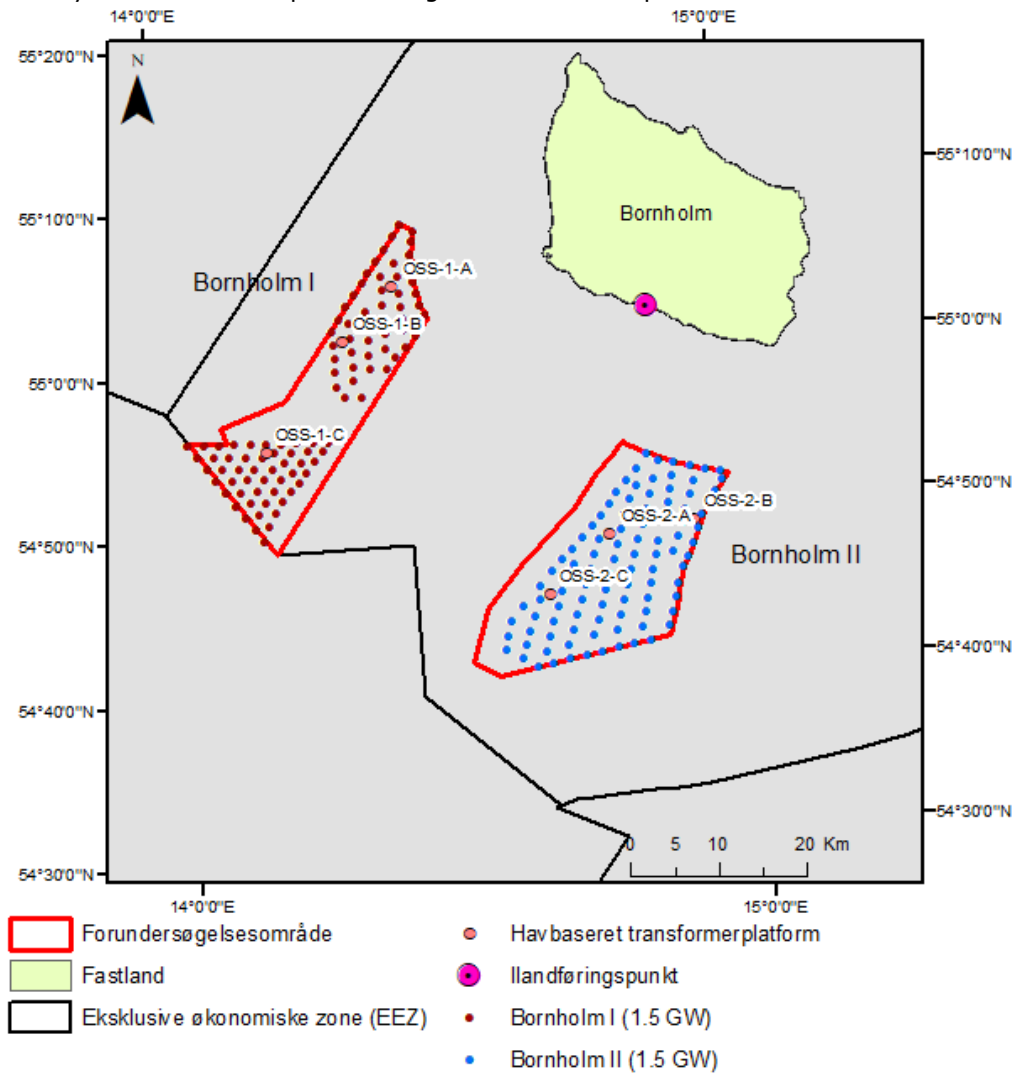 14°0'0"E 15°0'0"E
55°20'0"N
N
55°10'0"N
Bornholm
55°10'0"N
OSS-1-A
Bornholm I
OSS-1-B
55°0'0"N
55°0'0"N
OSS-1-C
54°50'0"N
OSS-2-B
OSS-2-A
54°50'0"N
Bornholm II
OSS-2-C
54°40'0"N
54°40'0"N
54°30'0"N
0 5 10 20 Km
54°30'0"N
14°0'0"E 15°0'0"E
Forundersøgelsesområde
Fastland
Eksklusive økonomiske zone (EEZ)
Havbaseret transformerplatform
Ilandføringspunkt
Bornholm I (1.5 GW)
Bornholm II (1.5 GW)